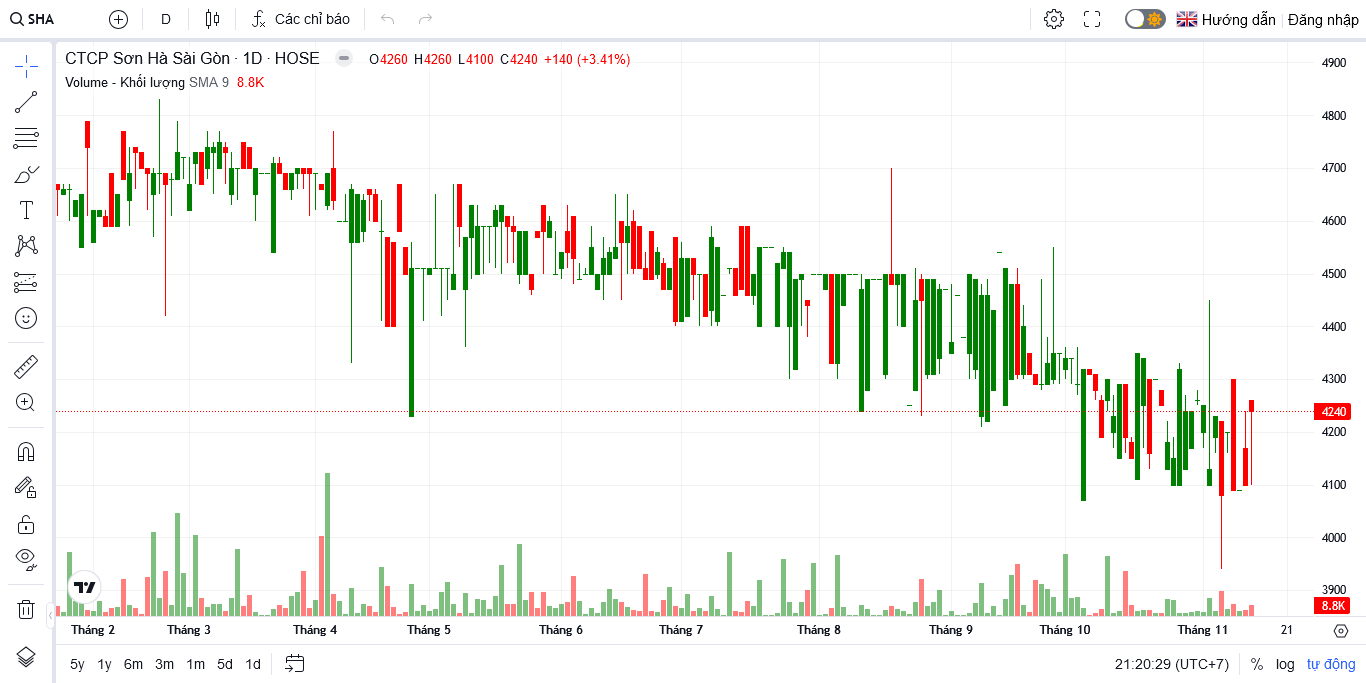 SHA D Các chỉ báo Hướng dẫn Đăng nhập
CTCP Sơn Hà Sài Gòn · 1D · HOSE O4260 H4260 L4100 C4240 +140 (+3.41%)
Volume - Khối lượng SMA 9 8.8K
4900
4800
4700
4600
4500
4400
4300
4240
4200
4100
4000
3900
8.8K
Tháng 2 Tháng 3 Tháng 4 Tháng 5 Tháng 6 Tháng 7 Tháng 8 Tháng 9 Tháng 10 Tháng 11 21
5y 1y 6m 3m 1m 5d 1d 21:20:29 (UTC+7) % log tự động